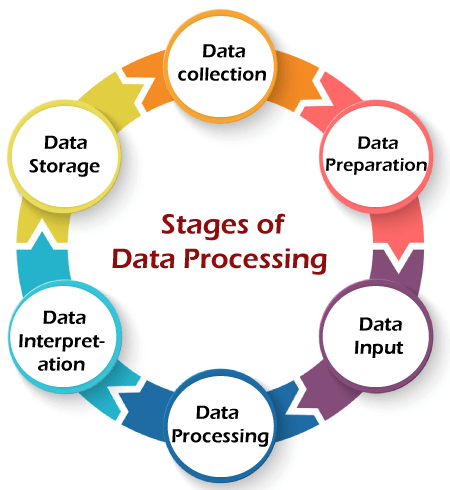 Data
collection
Data
Preparation
Data
Input
Data
Processing
Data
Interpret-
ation
Data
Storage
Stages of
Data Processing